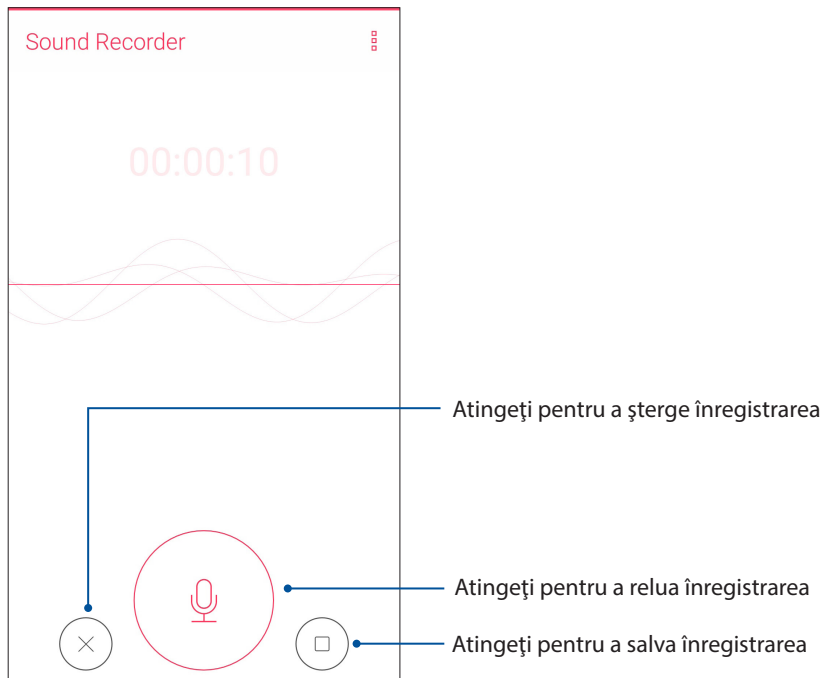 Sound Recorder
00:00:10
Atingeţi pentru a şterge înregistrarea
Atingeţi pentru a relua înregistrarea
Atingeţi pentru a salva înregistrarea